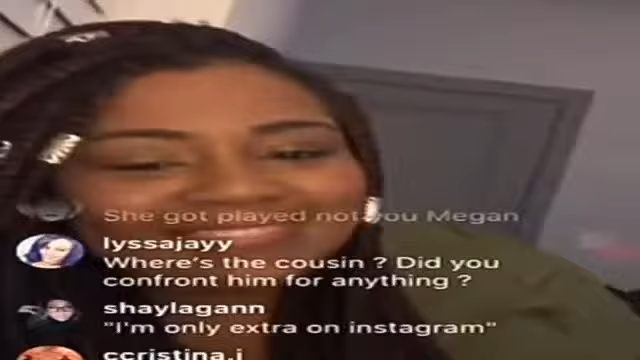 She got played not you Megan
lyssajayy
Where's the cousin ? Did you
confront him for anything ?
shaylagann
"I'm only extra on instagram"
ccristina.j